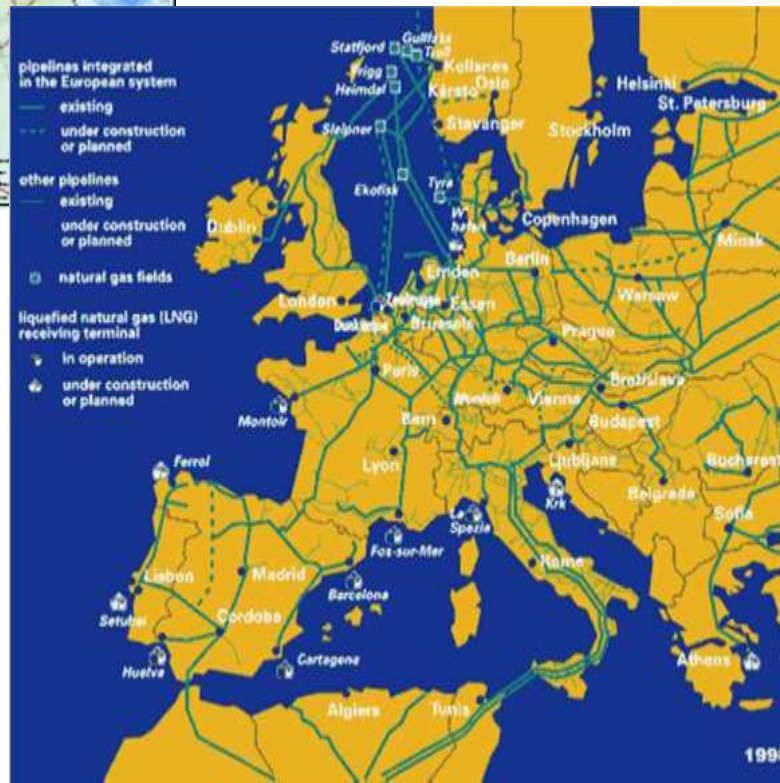 pipelines integrated
in the European system
existing
under construction
or planned
other pipelines
existing
under construction
or planned
natural gas fields
liquefied natural gas (LNG)
receiving terminal
in operation
under construction
or planned
Statfjord
Gullfaks
Troll
Frigg
Heimdal
Kollsnes
Kårstø
Oslo
Helsinki
St. Petersburg
Sleipner
Stavanger
Stockholm
Ekofisk
Tyra
Dublin
Copenhagen
Minsk
Emden
Berlin
London
Zeebrugge
Essen
Warsaw
Dunkerque
Brussels
Prague
Paris
Munich
Vienna
Bratislava
Montoir
Bern
Budapest
Ferrol
Lyon
Ljubljana
Bucharest
Belgrade
La
Spezia
Krk
Sofia
Fos-sur-Mer
Lisbon
Madrid
Barcelona
Rome
Setubal
Cordoba
Huelva
Cartagena
Athens
Algiers
Tunis